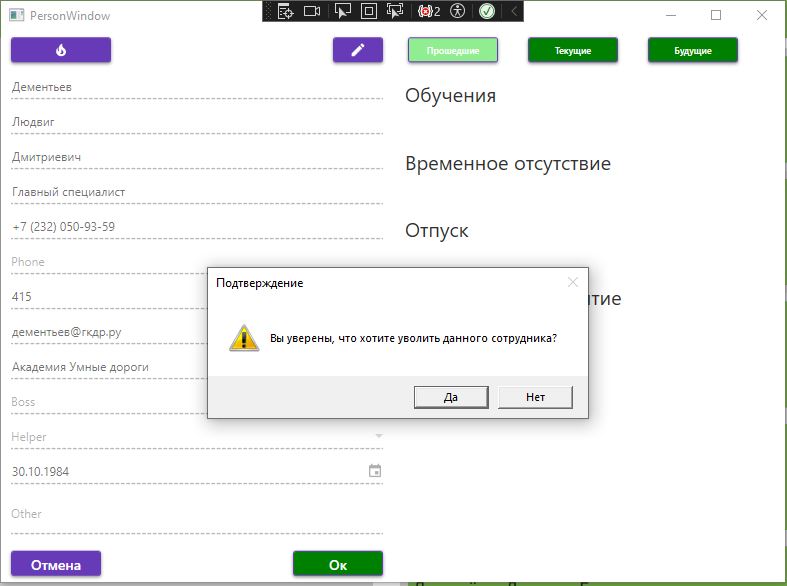 PersonWindow
2
Прошедшие
Текущие
Будущие
Дементьев
Людвиг
Дмитриевич
Главный специалист
+7 (232) 050-93-59
Phone
415
дементьев@гкдр.ру
Академия Умные дороги
Boss
Helper
30.10.1984
Other
Отмена
Ок
Обучения
Временное отсутствие
Отпуск
тие
Подтверждение
Вы уверены, что хотите уволить данного сотрудника?
Да
Нет